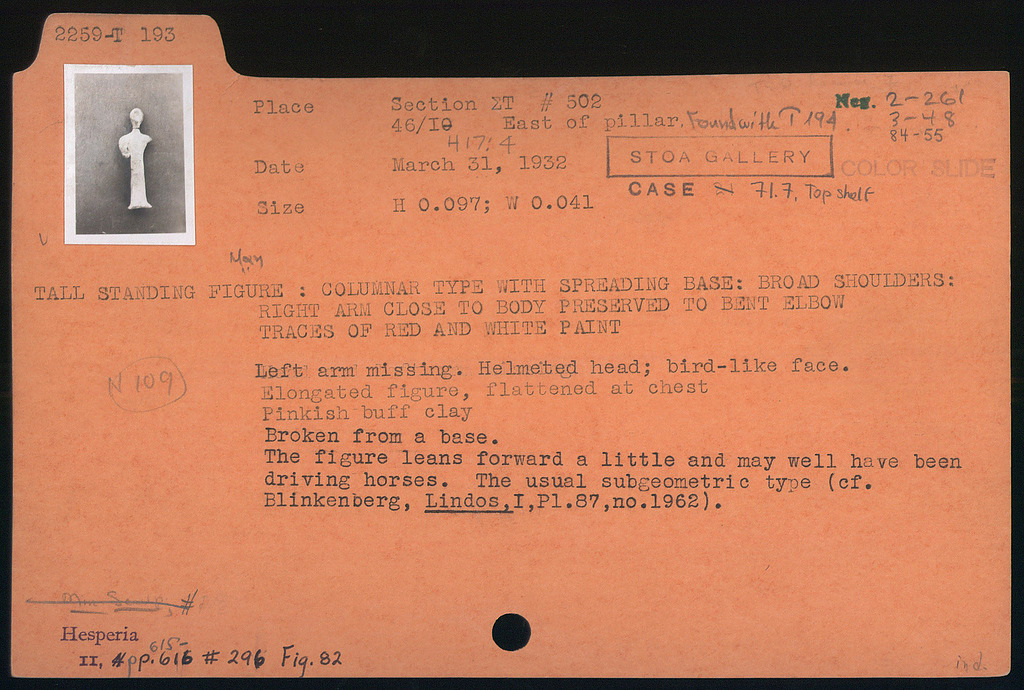 2259-T 193
Place Section ΣT # 502
46/IΘ East of pillar. Found with T 194.
417:4
Date March 31, 1932
Size H 0.097; W 0.041
Neg. 2-261
3-48
84-55
STOA GALLERY
COLOR SLIDE
CASE 71.7, Top shelf
Man
TALL STANDING FIGURE : COLUMNAR TYPE WITH SPREADING BASE: BROAD SHOULDERS:
RIGHT ARM CLOSE TO BODY PRESERVED TO BENT ELBOW
TRACES OF RED AND WHITE PAINT
N 109
Left arm missing. Helmeted head; bird-like face.
Elongated figure, flattened at chest
Pinkish buff clay
Broken from a base.
The figure leans forward a little and may well have been
driving horses. The usual subgeometric type (cf.
Blinkenberg, Lindos,I,Pl.87,no.1962).
Hesperia
615-
II, pp.616 # 296 Fig. 82
ind.